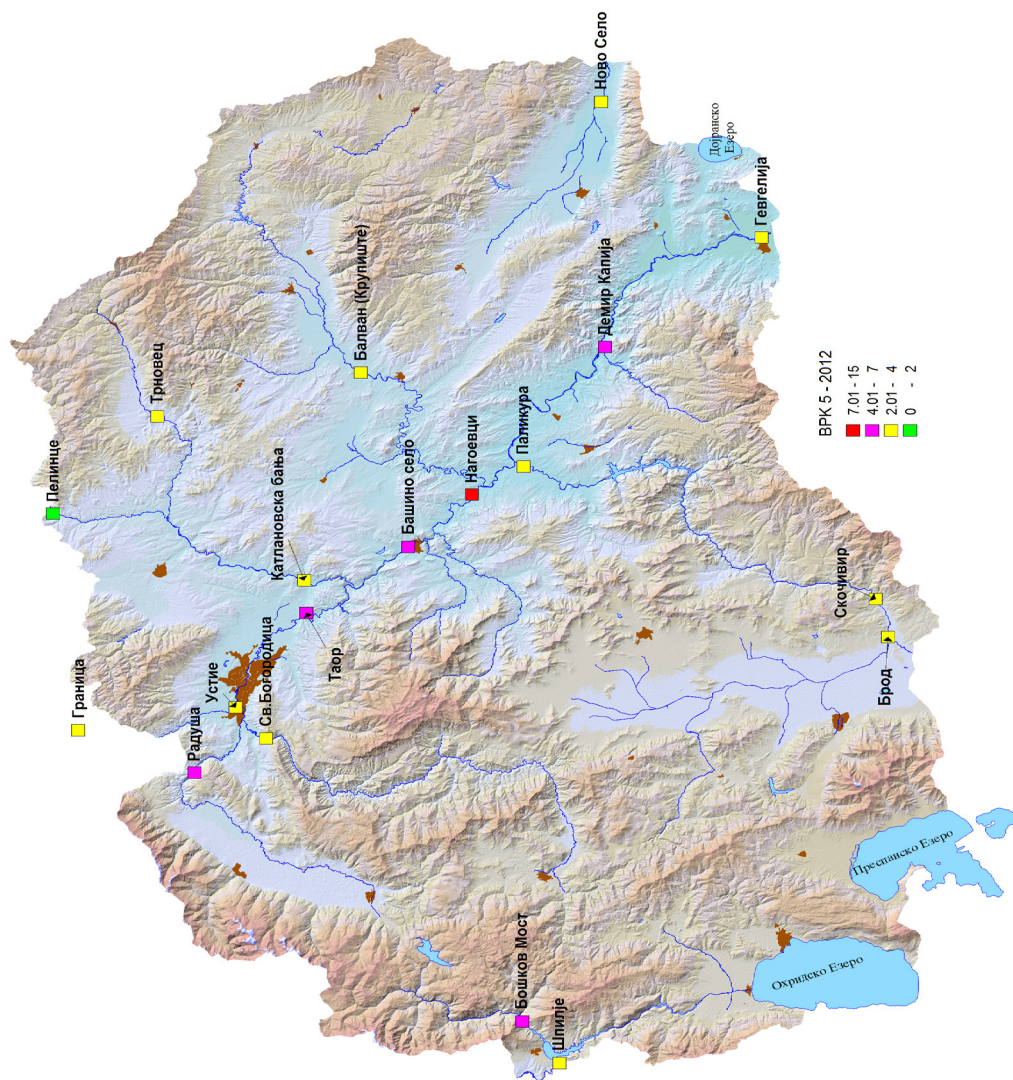 Граница
Пелинце
Радуша
Устие
Св.Богородица
Трновец
Катлановска бања
Таор
Башино село
Балван (Крупиште)
Нагоевци
Паликура
Ново Село
Демир Капија
Дојранско
Езеро
Гевгелија
Бошков Мост
Шпилје
Скочивир
Брод
Преспанско Езеро
Охридско Езеро
ВРК 5 - 2012
7.01 - 15
4.01 - 7
2.01 - 4
0 - 2